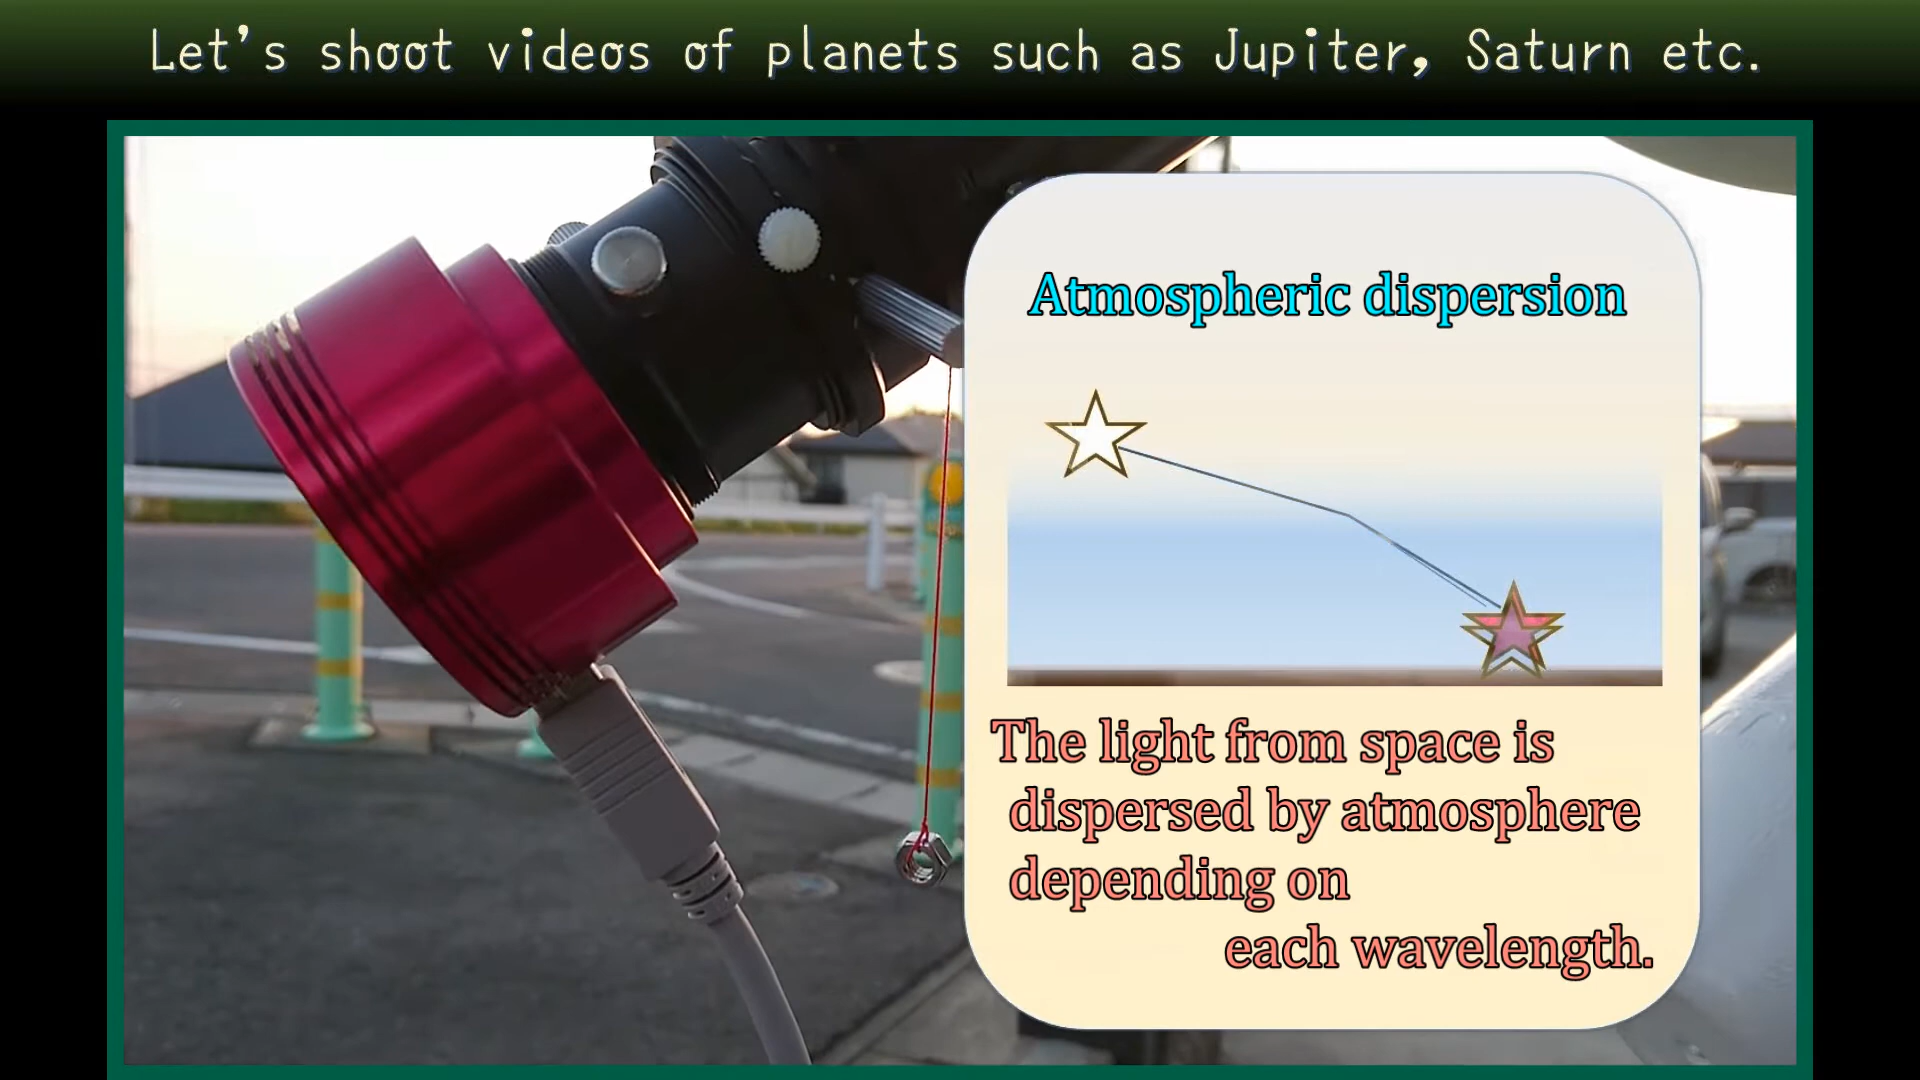 Let's shoot videos of planets such as Jupiter, Saturn etc.
Atmospheric dispersion
The light from space is
dispersed by atmosphere
depending on
each wavelength.